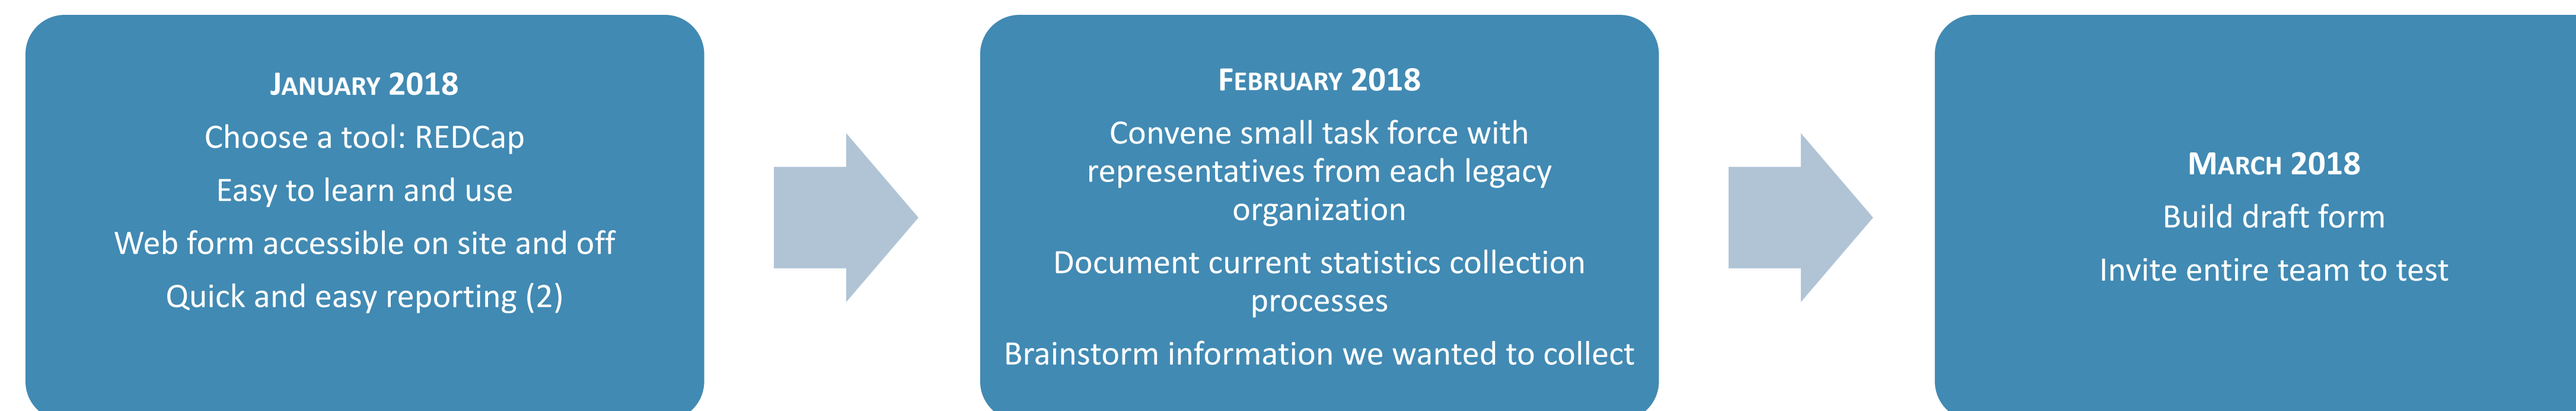 JANUARY 2018
Choose a tool: REDCap
Easy to learn and use
Web form accessible on site and off
Quick and easy reporting (2)
FEBRUARY 2018
Convene small task force with
representatives from each legacy
organization
Document current statistics collection
processes
Brainstorm information we wanted to collect
MARCH 2018
Build draft form
Invite entire team to test